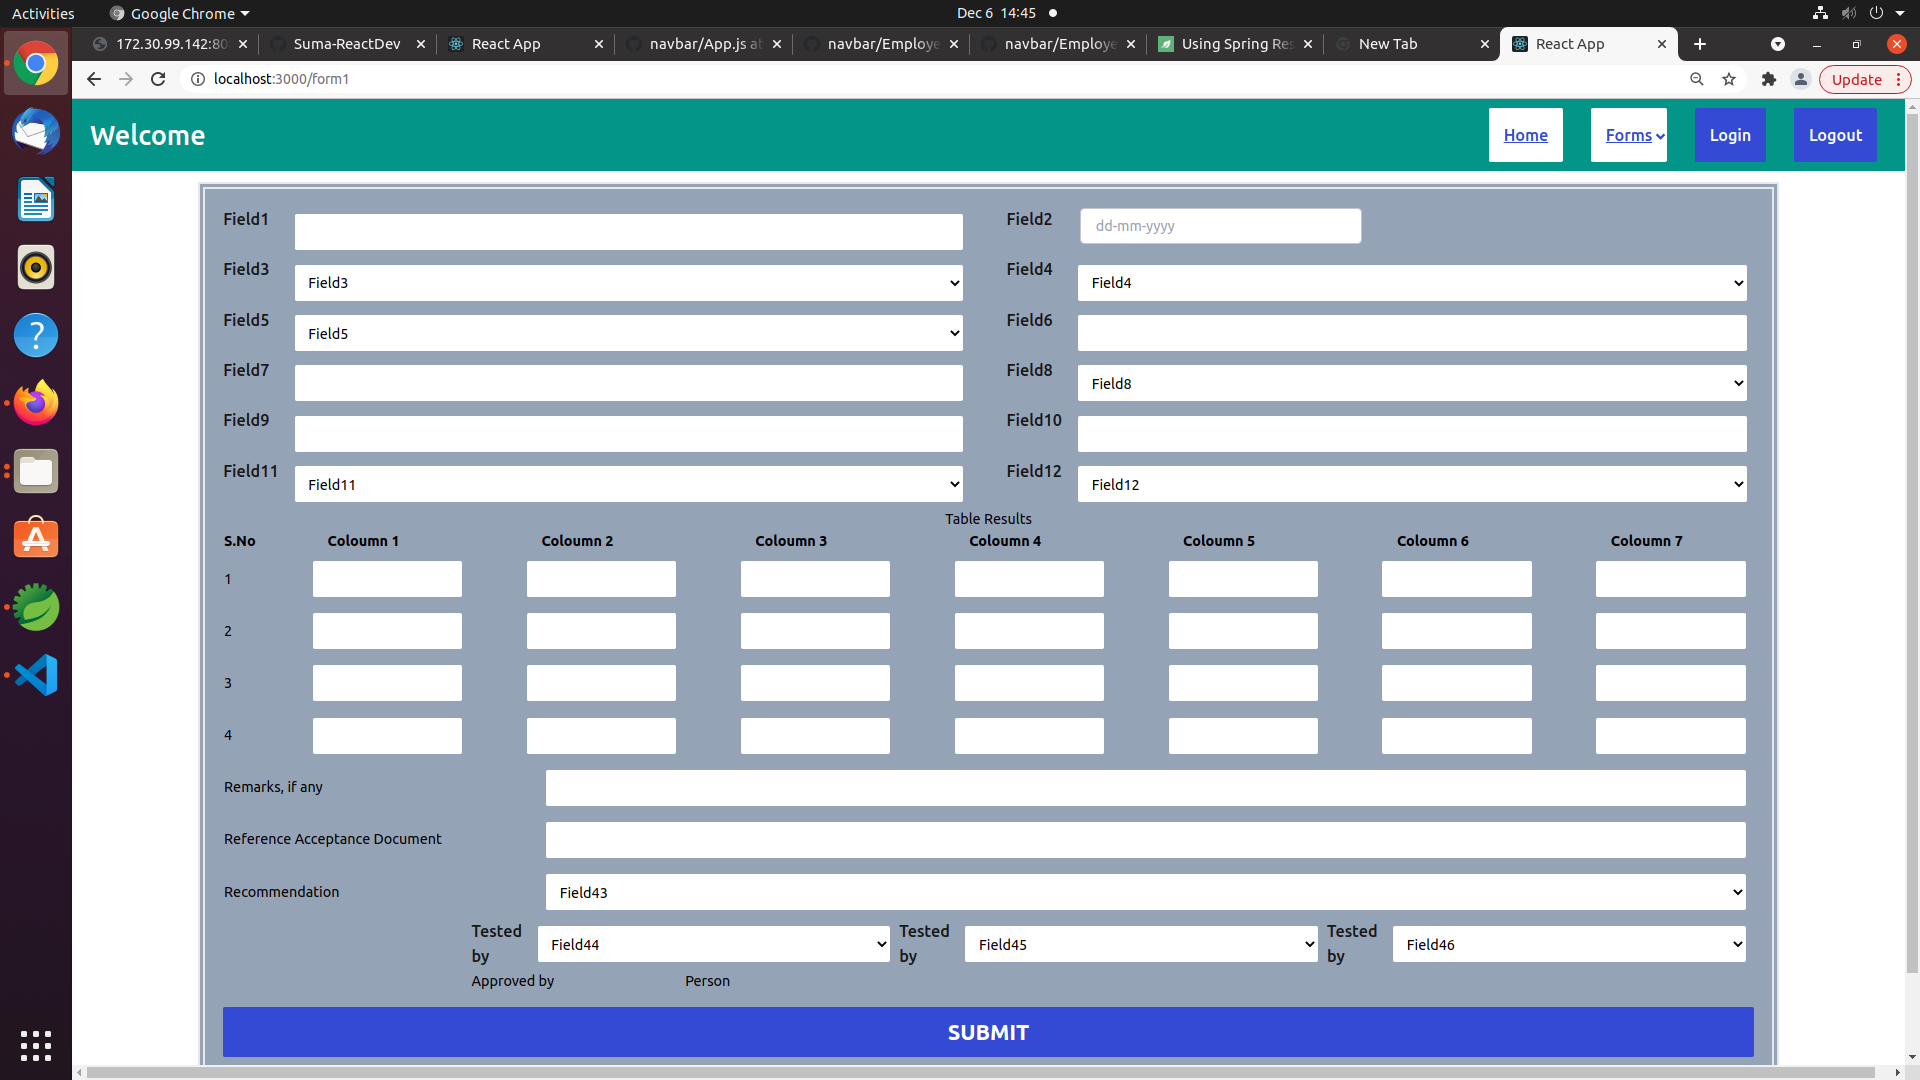 Activities Google Chrome Dec 6 14:45
172.30.99.142:80 Suma-ReactDev React App navbar/App.js at navbar/Employe navbar/Employe Using Spring Res New Tab React App
localhost:3000/form1 Update
Welcome Home Forms Login Logout
Field1 Field2 dd-mm-yyyy
Field3 Field3 Field4 Field4
Field5 Field5 Field6
Field7 Field8 Field8
Field9 Field10
Field11 Field11 Field12 Field12
Table Results
S.No Coloumn 1 Coloumn 2 Coloumn 3 Coloumn 4 Coloumn 5 Coloumn 6 Coloumn 7
1
2
3
4
Remarks, if any
Reference Acceptance Document
Recommendation Field43
Tested by Field44 Tested by Field45 Tested by Field46
Approved by Person
SUBMIT